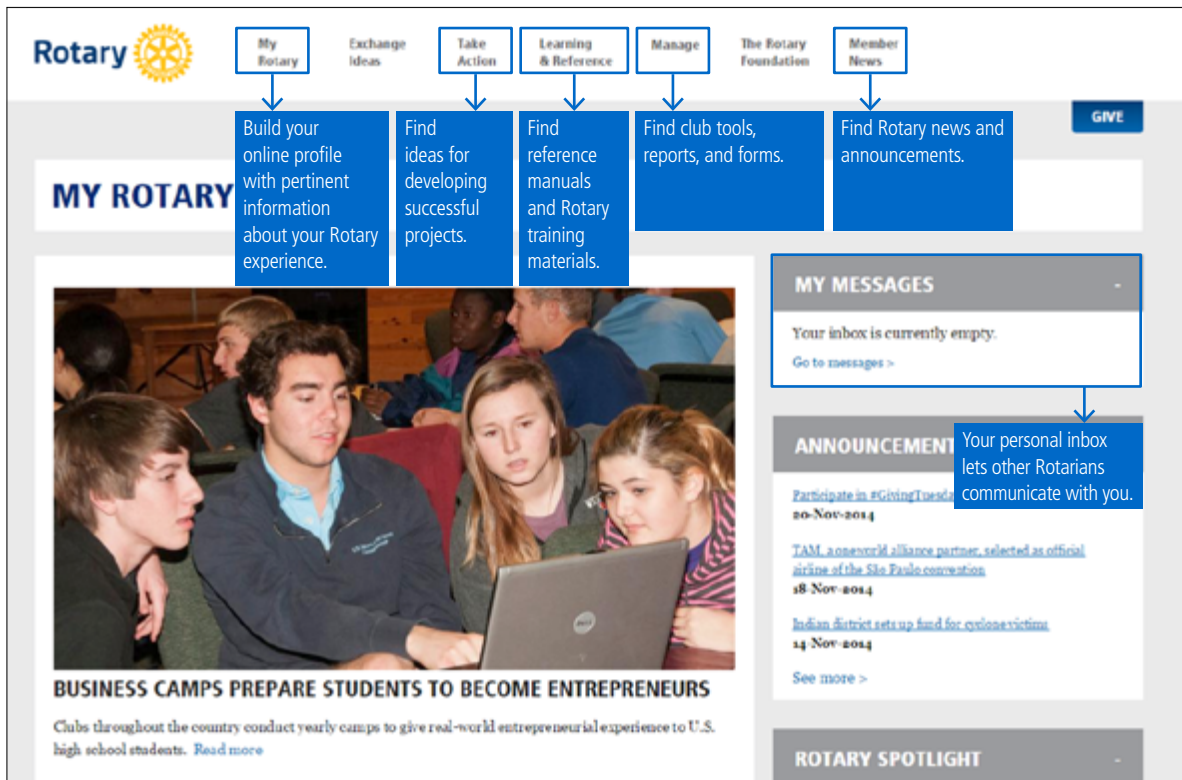 Rotary
My
Rotary
Exchange
Ideas
Take
Action
Learning
& Reference
Manage
The Rotary
Foundation
Member
News
Build your
online profile
with pertinent
information
about your Rotary
experience.
Find
ideas for
developing
successful
projects.
Find
reference
manuals
and Rotary
training
materials.
Find club tools,
reports, and forms.
Find Rotary news and
announcements.
GIVE
MY ROTARY
BUSINESS CAMPS PREPARE STUDENTS TO BECOME ENTREPRENEURS
Clubs throughout the country conduct yearly camps to give real-world entrepreneurial experience to U.S.
high school students. Read more
MY MESSAGES -
Your inbox is currently empty.
Go to messages >
Your personal inbox
lets other Rotarians
communicate with you.
ANNOUNCEMENT
Participate in #GivingTuesda
20-Nov-2014
TAM, a oneworld alliance partner, selected as official
airline of the São Paulo convention
18-Nov-2014
Indian district sets up fund for cyclone victims
14-Nov-2014
See more >
ROTARY SPOTLIGHT -